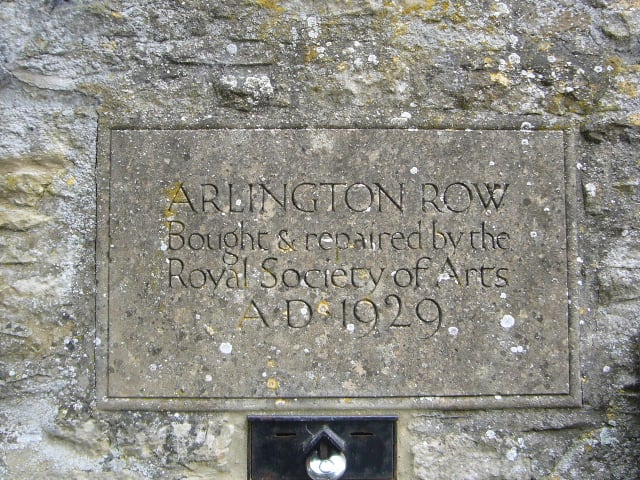 ARLINGTON ROW
Bought & repaired by the
Royal Society of Arts
A·D· 1929